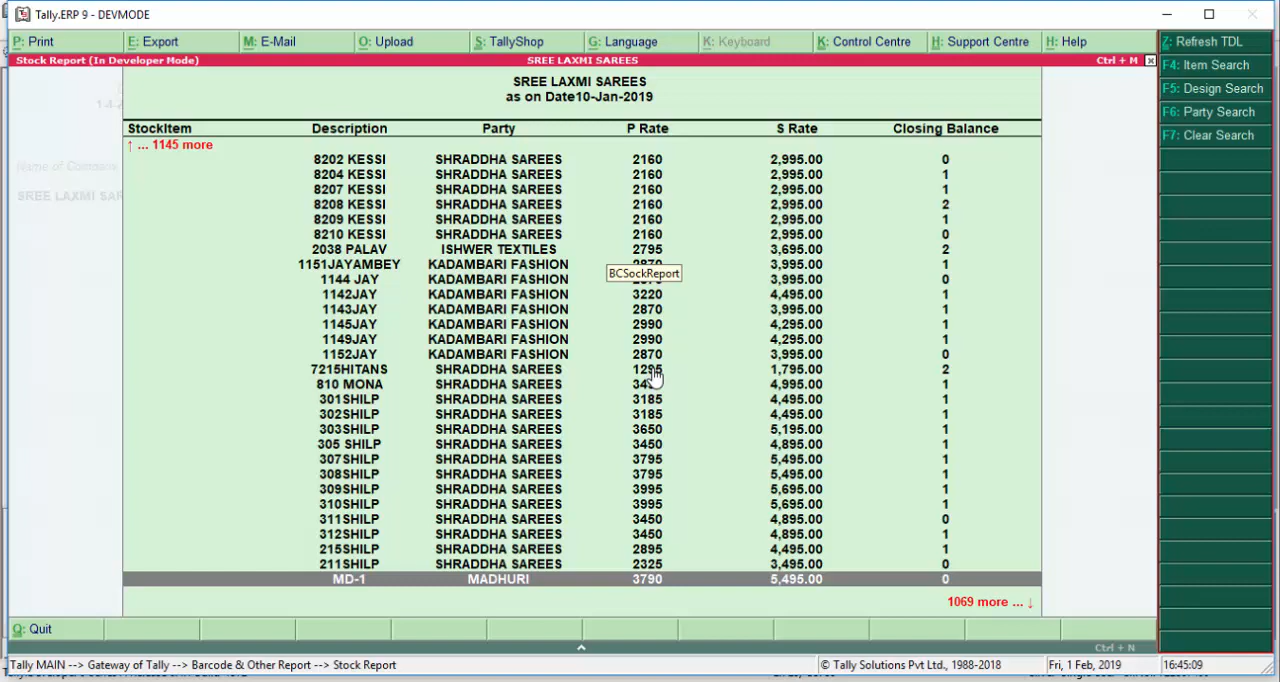 Tally.ERP 9 - DEVMODE
P: Print E: Export M: E-Mail O: Upload S: TallyShop G: Language K: Keyboard K: Control Centre H: Support Centre H: Help
Stock Report (In Developer Mode) SREE LAXMI SAREES Ctrl + M
Z: Refresh TDL
F4: Item Search
F5: Design Search
F6: Party Search
F7: Clear Search
SREE LAXMI SAREES
as on Date10-Jan-2019
StockItem Description Party P Rate S Rate Closing Balance
↑ ... 1145 more
8202 KESSI SHRADDHA SAREES 2160 2,995.00 0
8204 KESSI SHRADDHA SAREES 2160 2,995.00 1
8207 KESSI SHRADDHA SAREES 2160 2,995.00 1
8208 KESSI SHRADDHA SAREES 2160 2,995.00 2
8209 KESSI SHRADDHA SAREES 2160 2,995.00 1
8210 KESSI SHRADDHA SAREES 2160 2,995.00 0
2038 PALAV ISHWER TEXTILES 2795 3,695.00 2
1151JAYAMBEY KADAMBARI FASHION 2870 3,995.00 1
BCSockReport
1144 JAY KADAMBARI FASHION 3,995.00 0
1142JAY KADAMBARI FASHION 3220 4,495.00 1
1143JAY KADAMBARI FASHION 2870 3,995.00 1
1145JAY KADAMBARI FASHION 2990 4,295.00 1
1149JAY KADAMBARI FASHION 2990 4,295.00 1
1152JAY KADAMBARI FASHION 2870 3,995.00 0
7215HITANS SHRADDHA SAREES 1295 1,795.00 2
810 MONA SHRADDHA SAREES 4,995.00 1
301SHILP SHRADDHA SAREES 3185 4,495.00 1
302SHILP SHRADDHA SAREES 3185 4,495.00 1
303SHILP SHRADDHA SAREES 3650 5,195.00 1
305 SHILP SHRADDHA SAREES 3450 4,895.00 1
307SHILP SHRADDHA SAREES 3795 5,495.00 1
308SHILP SHRADDHA SAREES 3795 5,495.00 1
309SHILP SHRADDHA SAREES 3995 5,695.00 1
310SHILP SHRADDHA SAREES 3995 5,695.00 1
311SHILP SHRADDHA SAREES 3450 4,895.00 0
312SHILP SHRADDHA SAREES 3450 4,895.00 1
215SHILP SHRADDHA SAREES 2895 4,495.00 1
211SHILP SHRADDHA SAREES 2325 3,495.00 0
MD-1 MADHURI 3790 5,495.00 0
1069 more ... ↓
Name of Company
SREE LAXMI SAR
Q: Quit
Ctrl + N
Tally MAIN --> Gateway of Tally --> Barcode & Other Report --> Stock Report © Tally Solutions Pvt Ltd., 1988-2018 Fri, 1 Feb, 2019 16:45:09